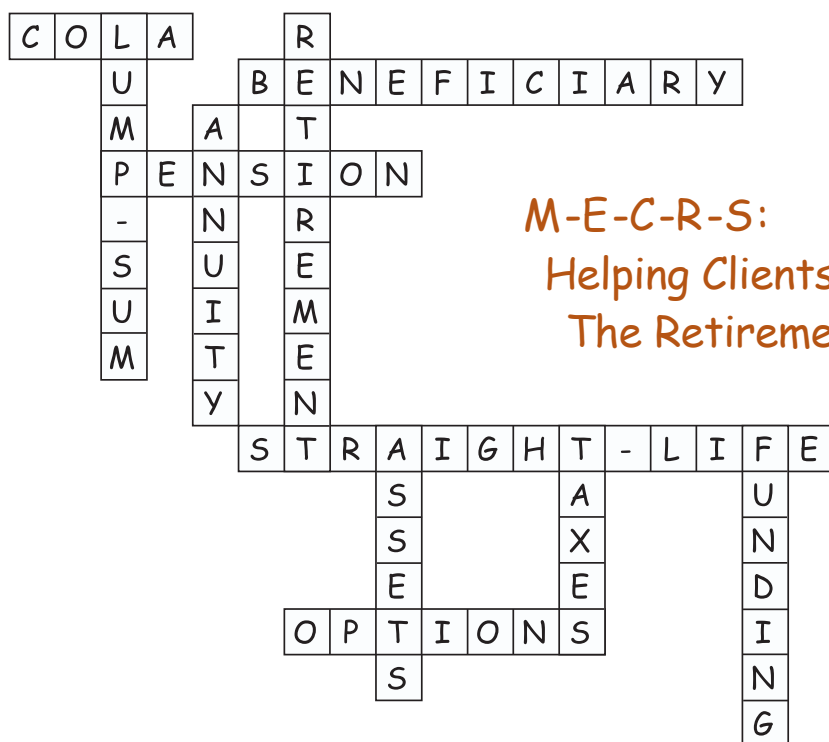 COLA
LUMP-SUM
RETIREMENT
BENEFICIARY
ANNUITY
PENSION
M-E-C-R-S:
Helping Clients
The Retireme
STRAIGHT-LIFE
ASSETS
TAXES
FUNDING
OPTIONS